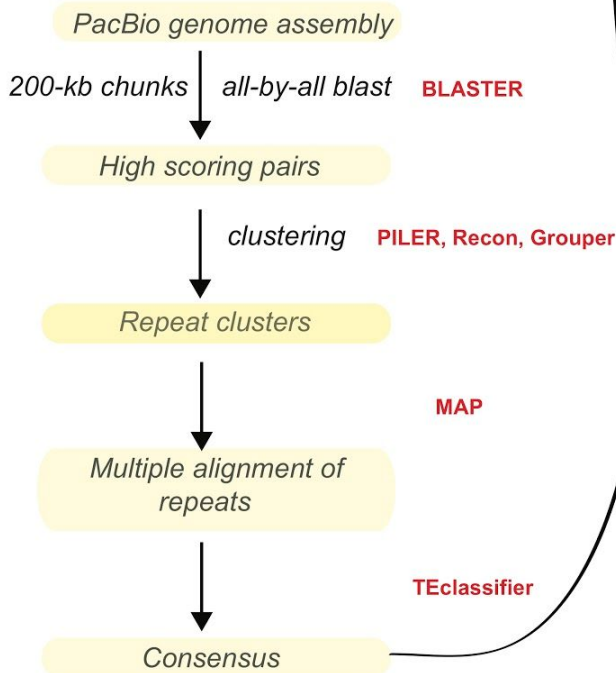 PacBio genome assembly
200-kb chunks all-by-all blast BLASTER
High scoring pairs
clustering PILER, Recon, Grouper
Repeat clusters
MAP
Multiple alignment of
repeats
TEclassifier
Consensus